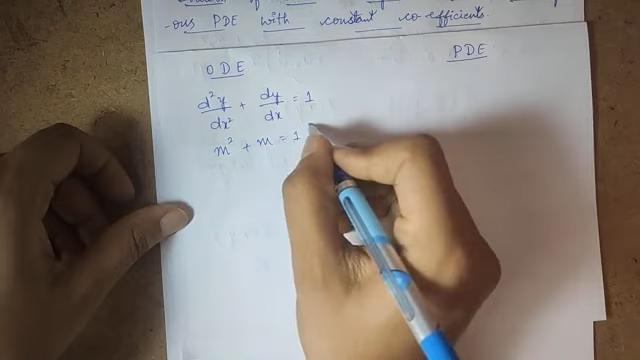 -ous PDE with constant co-efficients.
ODE
PDE
d²y/dx² + dy/dx = 1
m² + m = 1